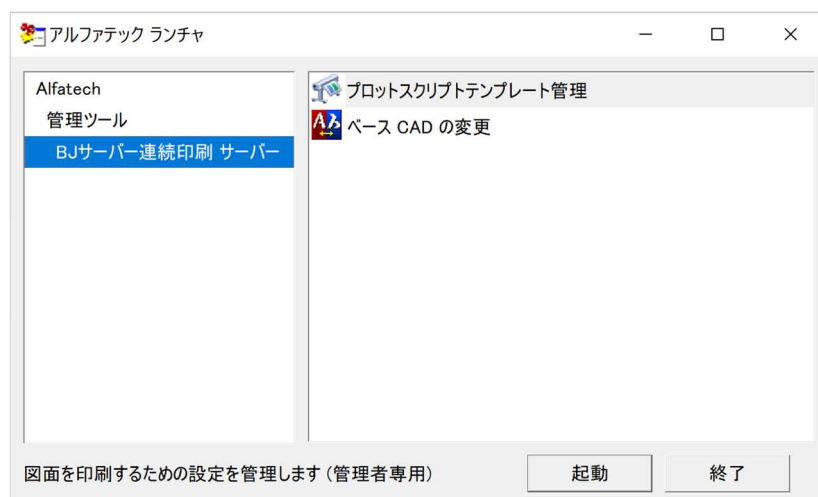 アルファテック ランチャ
Alfatech
管理ツール
BJサーバー連続印刷 サーバー
プロットスクリプトテンプレート管理
ベース CAD の変更
図面を印刷するための設定を管理します(管理者専用)
起動
終了